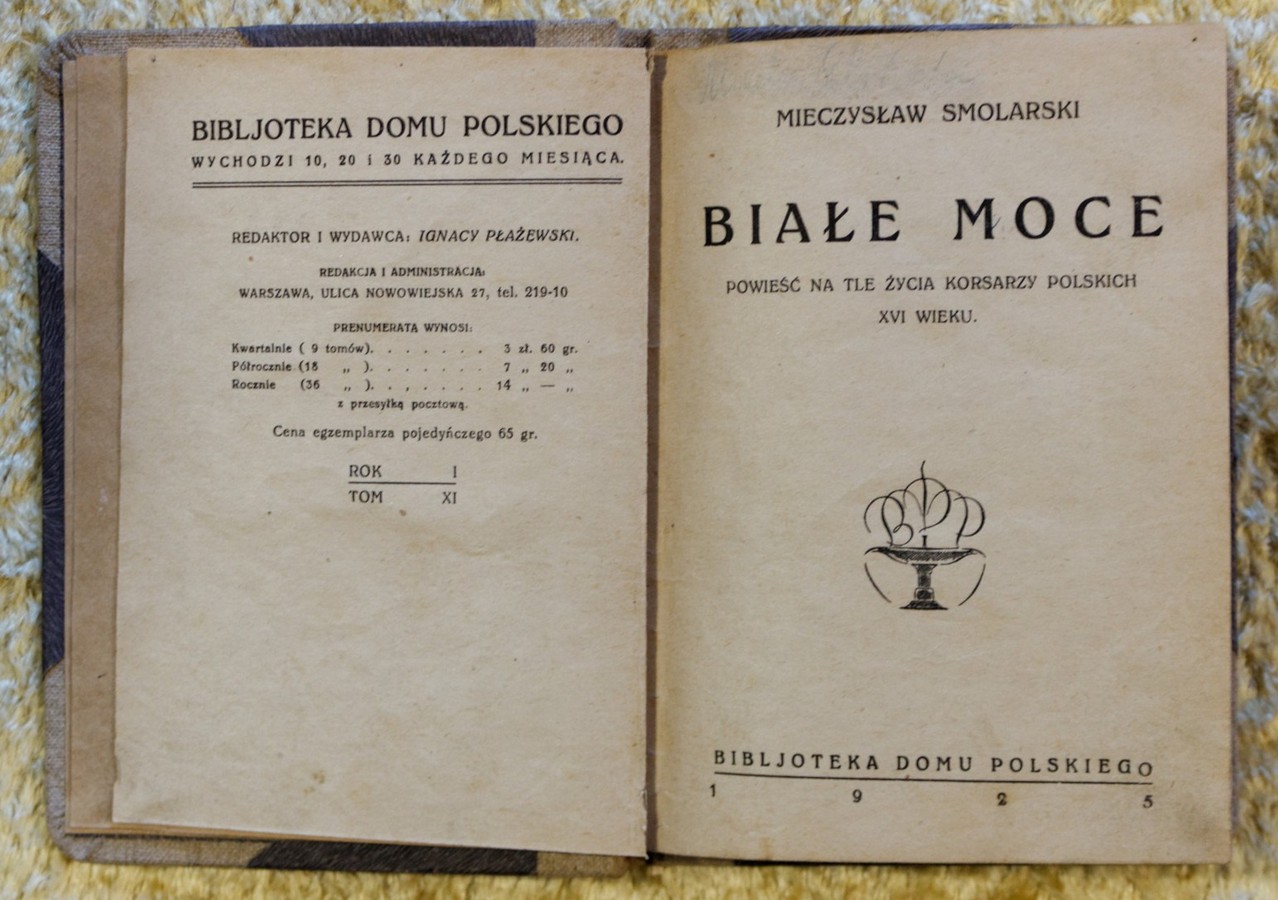 BIBLJOTEKA DOMU POLSKIEGO
WYCHODZI 10, 20 i 30 KAŻDEGO MIESIĄCA.
REDAKTOR I WYDAWCA: IGNACY PŁAŻEWSKI.
REDAKCJA I ADMINISTRACJA:
WARSZAWA, ULICA NOWOWIEJSKA 27, tel. 219-10
PRENUMERATA WYNOSI:
Kwartalnie ( 9 tomów). . . . . . . 3 zł. 60 gr.
Półrocznie (18 „ ). . . . . . . 7 „ 20 „
Rocznie (36 „ ). . . . . . . 14 „ — „
z przesyłką pocztową.
Cena egzemplarza pojedyńczego 65 gr.
ROK I
TOM XI
MIECZYSŁAW SMOLARSKI
BIAŁE MOCE
POWIEŚĆ NA TLE ŻYCIA KORSARZY POLSKICH
XVI WIEKU.
BDP
BIBLJOTEKA DOMU POLSKIEGO
1 9 2 5